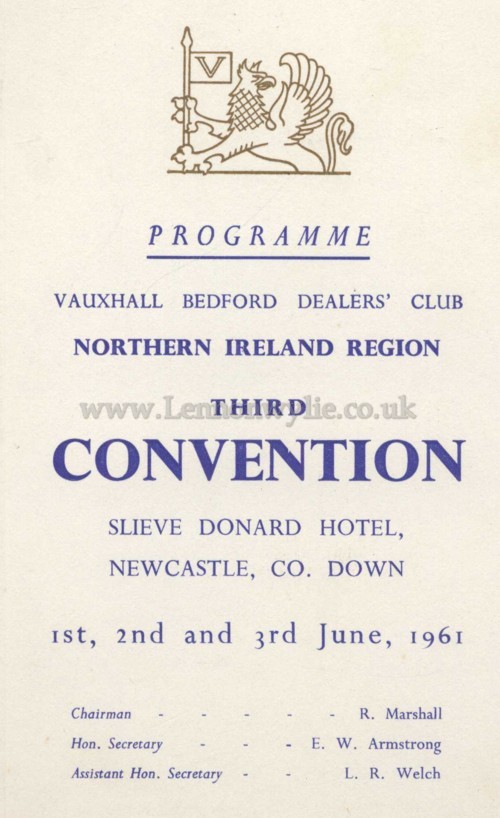 V
PROGRAMME
VAUXHALL BEDFORD DEALERS' CLUB
NORTHERN IRELAND REGION
THIRD
www.Lennonwylie.co.uk
CONVENTION
SLIEVE DONARD HOTEL,
NEWCASTLE, CO. DOWN
1st, 2nd and 3rd June, 1961
Chairman - - - - - R. Marshall
Hon. Secretary - - - E. W. Armstrong
Assistant Hon. Secretary - - L. R. Welch